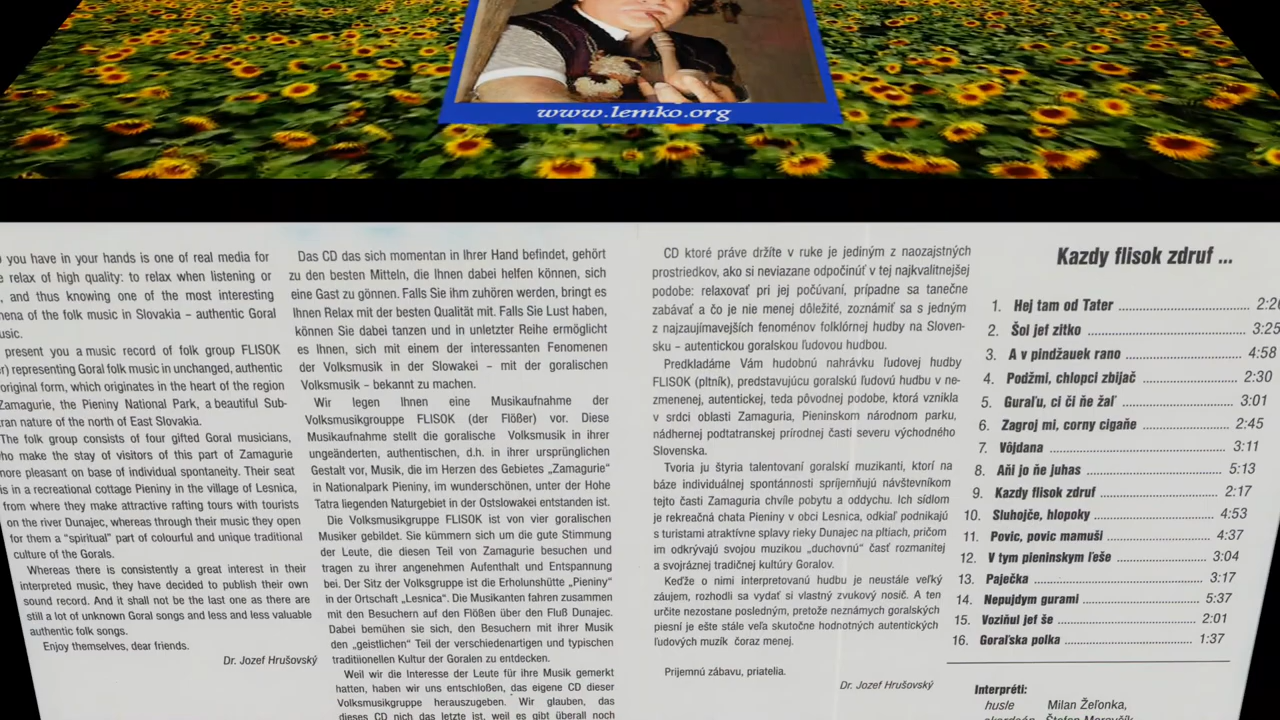 www.lemko.org
you have in your hands is one of real media for
relax of high quality: to relax when listening or
, and thus knowing one of the most interesting
of the folk music in Slovakia – authentic Goral
present you a music record of folk group FLISOK
representing Goral folk music in unchanged, authentic
original form, which originates in the heart of the region
Zamagurie, the Pieniny National Park, a beautiful Sub-
nature of the north of East Slovakia.
The folk group consists of four gifted Goral musicians,
who make the stay of visitors of this part of Zamagurie
more pleasant on base of individual spontaneity. Their seat
is in a recreational cottage Pieniny in the village of Lesnica,
from where they make attractive rafting tours with tourists
on the river Dunajec, whereas through their music they open
for them a “spiritual” part of colourful and unique traditional
culture of the Gorals.
Whereas there is consistently a great interest in their
interpreted music, they have decided to publish their own
sound record. And it shall not be the last one as there are
still a lot of unknown Goral songs and less and less valuable
authentic folk songs.
Enjoy themselves, dear friends.
Dr. Jozef Hrušovský
Das CD das sich momentan in Ihrer Hand befindet, gehört
zu den besten Mitteln, die Ihnen dabei helfen können, sich
eine Gast zu gönnen. Falls Sie ihm zuhören werden, bringt es
Ihnen Relax mit der besten Qualität mit. Falls Sie Lust haben,
können Sie dabei tanzen und in unletzter Reihe ermöglicht
es Ihnen, sich mit einem der interessanten Fenomenen
der Volksmusik in der Slowakei – mit der goralischen
Volksmusik – bekannt zu machen.
Wir legen Ihnen eine Musikaufnahme der
Volksmusikgruppe FLISOK (der Flößer) vor. Diese
Musikaufnahme stellt die goralische Volksmusik in ihrer
ungeänderten, authentischen, d.h. in ihrer ursprünglichen
Gestalt vor, Musik, die im Herzen des Gebietes „Zamagurie“
in Nationalpark Pieniny, im wunderschönen, unter der Hohe
Tatra liegenden Naturgebiet in der Ostslowakei entstanden ist.
Die Volksmusikgruppe FLISOK ist von vier goralischen
Musiker gebildet. Sie kümmern sich um die gute Stimmung
der Leute, die diesen Teil von Zamagurie besuchen und
tragen zu ihrer angenehmen Aufenthalt und Entspannung
bei. Der Sitz der Volksgruppe ist die Erholunshütte „Pieniny“
in der Ortschaft „Lesnica“. Die Musikanten fahren zusammen
mit den Besuchern auf den Flößen über den Fluß Dunajec.
Dabei bemühen sie sich, den Besuchern mit ihrer Musik
den „geistlichen“ Teil der verschiedenartigen und typischen
traditiionellen Kultur der Goralen zu entdecken.
Weil wir die Interesse der Leute für ihre Musik gemerkt
hatten, haben wir uns entschloßen, das eigene CD dieser
Volksmusikgruppe herauszugeben. Wir glauben, das
dieses CD nich das letzte ist, weil es gibt überall noch
CD ktoré práve držíte v ruke je jediným z naozajstných
prostriedkov, ako si neviazane odpočinúť v tej najkvalitnejšej
podobe: relaxovať pri jej počúvaní, prípadne sa tanečne
zabávať a čo je nie menej dôležité, zoznámiť sa s jedným
z najzaujímavejších fenoménov folklórnej hudby na Sloven-
sku – autentickou goralskou ľudovou hudbou.
Predkladáme Vám hudobnú nahrávku ľudovej hudby
FLISOK (pltník), predstavujúcu goralskú ľudovú hudbu v ne-
zmenenej, autentickej, teda pôvodnej podobe, ktorá vznikla
v srdci oblasti Zamaguria, Pieninskom národnom parku,
nádhernej podtatranskej prírodnej časti severu východného
Slovenska.
Tvoria ju štyria talentovaní goralskí muzikanti, ktorí na
báze individuálnej spontánnosti spríjemňujú návštevníkom
tejto časti Zamaguria chvíle pobytu a oddychu. Ich sídlom
je rekreačná chata Pieniny v obci Lesnica, odkiaľ podnikajú
s turistami atraktívne splavy rieky Dunajec na pltiach, pričom
im odkrývajú svojou muzikou „duchovnú“ časť rozmanitej
a svojráznej tradičnej kultúry Goralov.
Keďže o nimi interpretovanú hudbu je neustále veľký
záujem, rozhodli sa vydať si vlastný zvukový nosič. A ten
určite nezostane posledným, pretože neznámych goralských
piesní je ešte stále veľa skutočne hodnotných autentických
ľudových muzík čoraz menej.
Príjemnú zábavu, priatelia.
Dr. Jozef Hrušovský
Kazdy flisok zdruf ...
1. Hej tam od Tater
2. Šol jef zitko 3:25
3. A v pindžauek rano 4:58
4. Podžmi, chlopci zbijač 2:30
5. Guraľu, ci či ňe žaľ 3:01
6. Zagroj mi, corny cigaňe 2:45
7. Vôjdana 3:11
8. Aňi jo ňe juhas 5:13
9. Kazdy flisok zdruf 2:17
10. Sluhojče, hlopoky 4:53
11. Povic, povic mamuši 4:37
12. V tym pieninskym ľeše 3:04
13. Paječka 3:17
14. Nepujdym gurami 5:37
15. Voziňul jef še 2:01
16. Goraľska polka 1:37
Interpréti:
husle Milan Žeľonka,